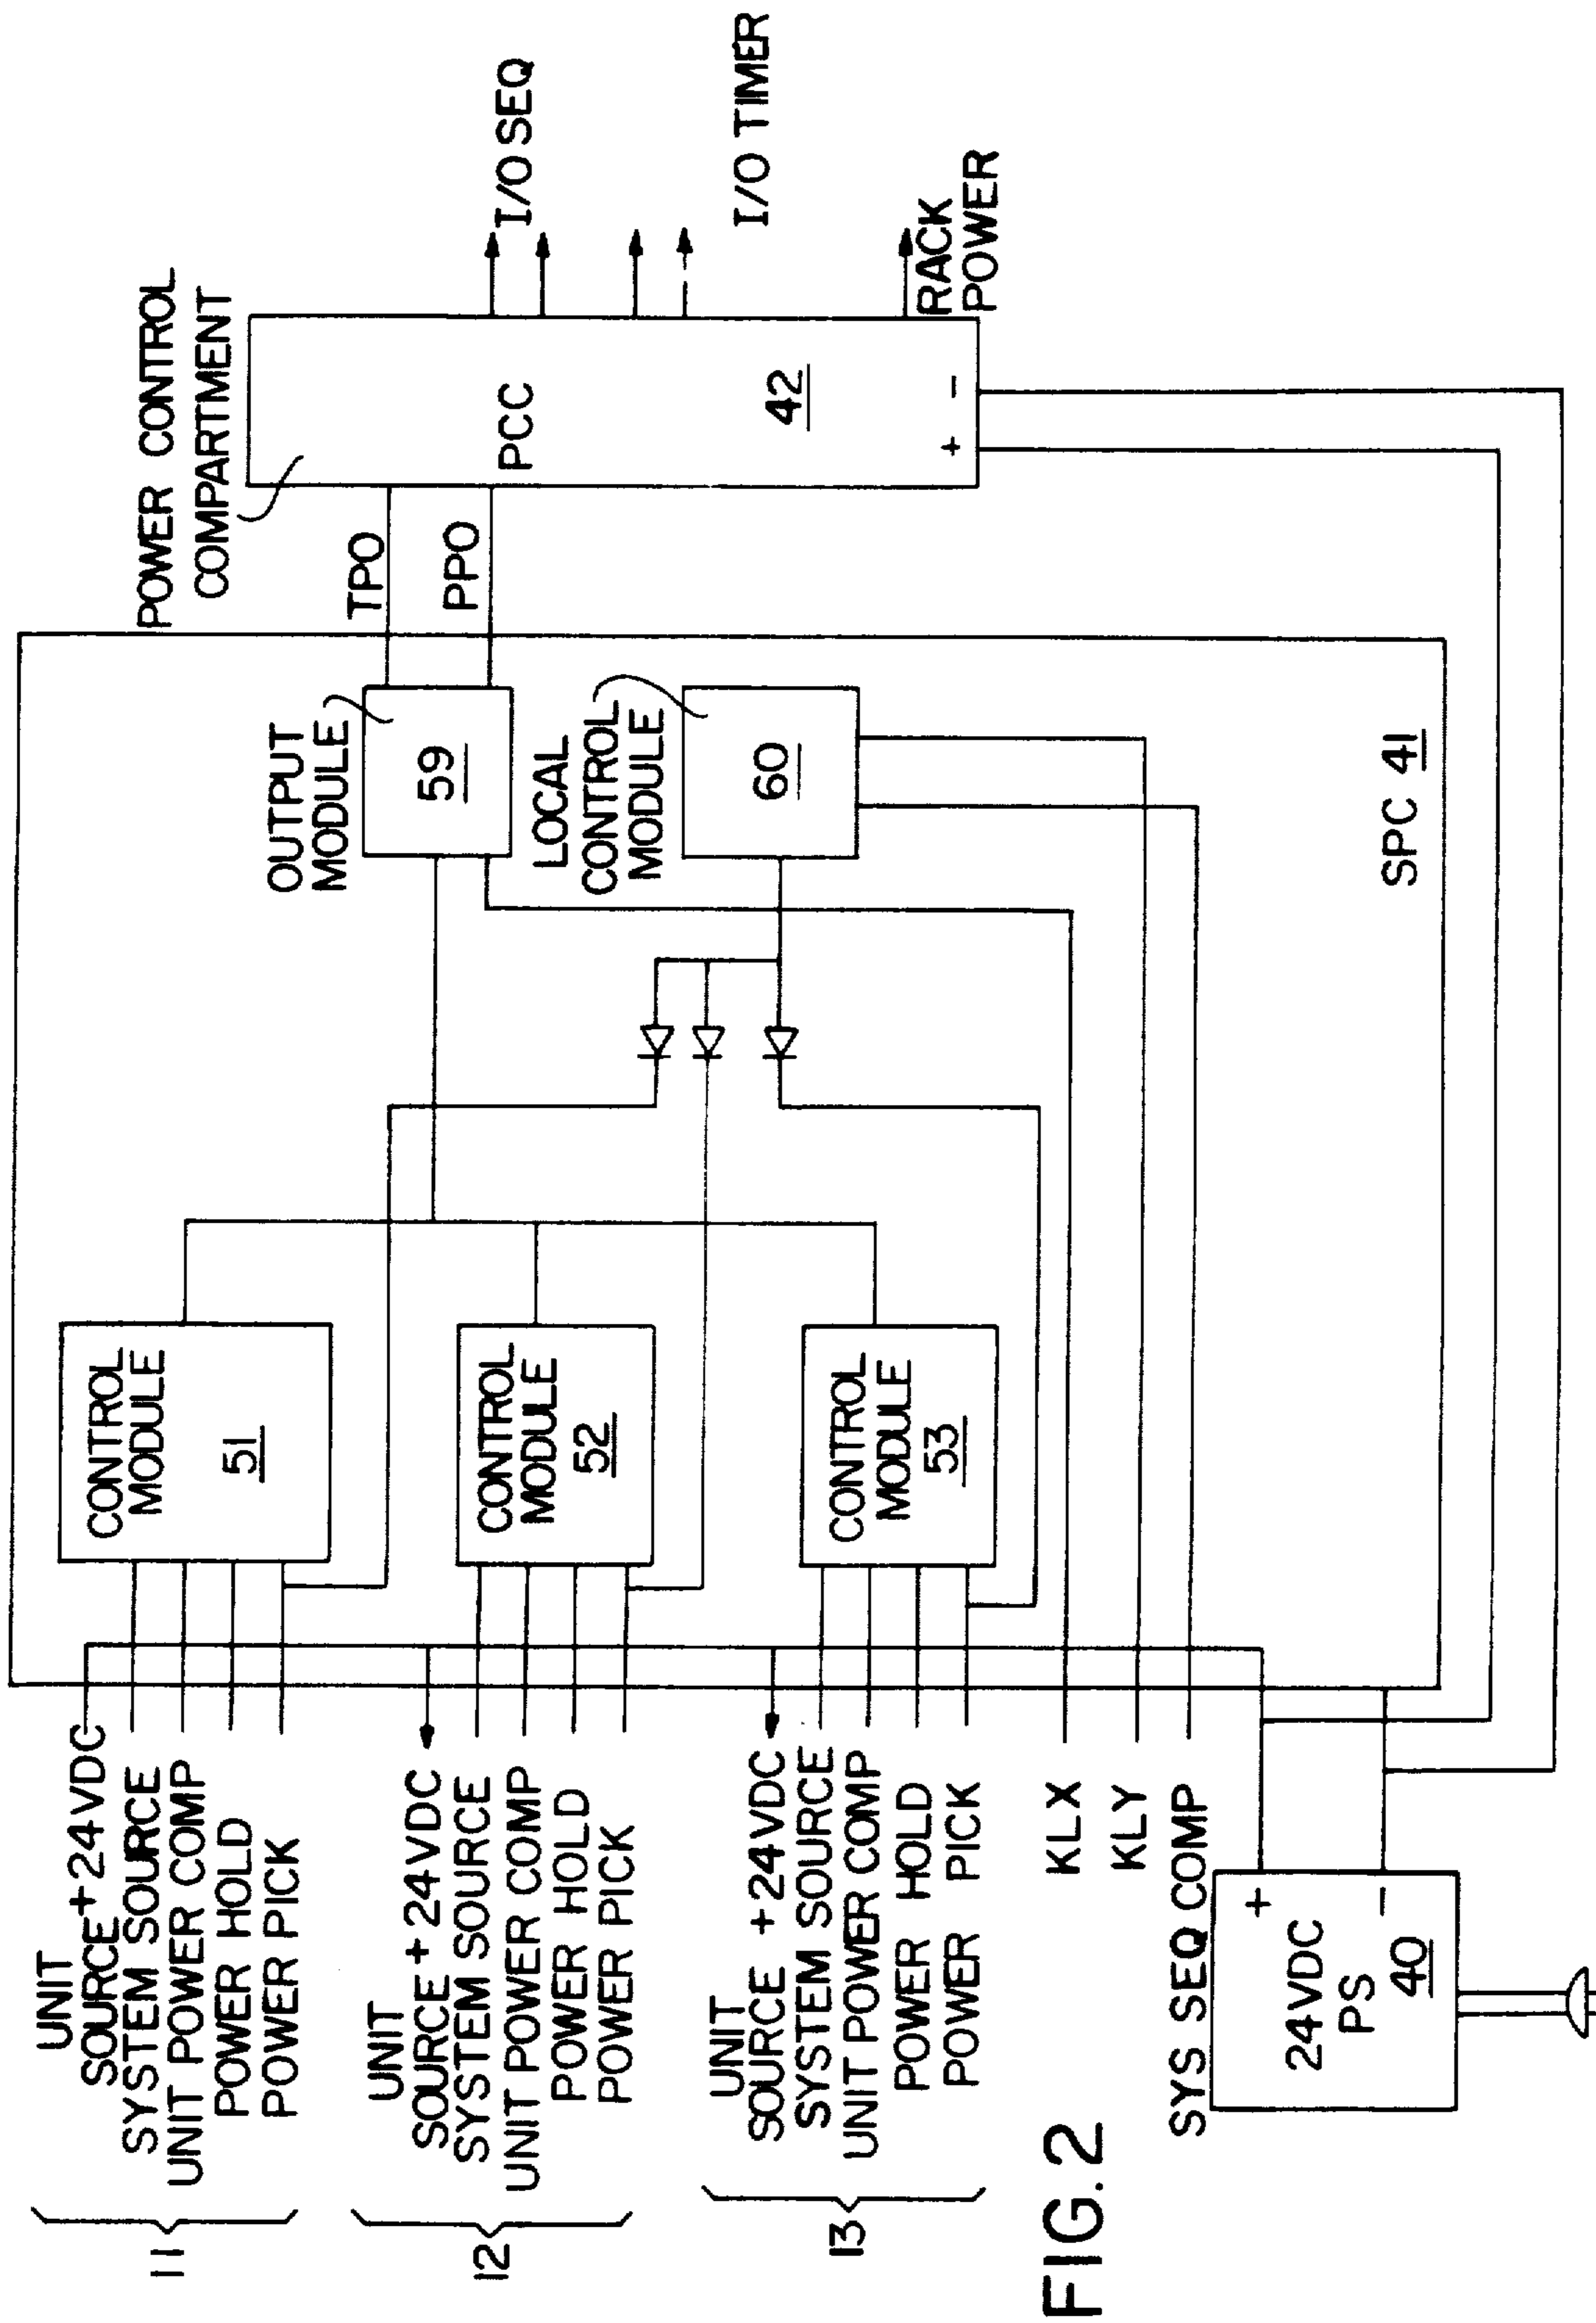 11
UNIT
SOURCE +24VDC
SYSTEM SOURCE
UNIT POWER COMP
POWER HOLD
POWER PICK
12
UNIT
SOURCE +24VDC
SYSTEM SOURCE
UNIT POWER COMP
POWER HOLD
POWER PICK
13
UNIT
SOURCE +24VDC
SYSTEM SOURCE
UNIT POWER COMP
POWER HOLD
POWER PICK
KLX
KLY
SYS SEQ COMP
CONTROL
MODULE
51
CONTROL
MODULE
52
CONTROL
MODULE
53
OUTPUT
MODULE
59
LOCAL
CONTROL
MODULE
60
SPC 41
TPO
PPO
POWER CONTROL
COMPARTMENT
PCC
42
+ -
I/O SEQ
I/O TIMER
RACK
POWER
+
24VDC
PS -
40
FIG. 2